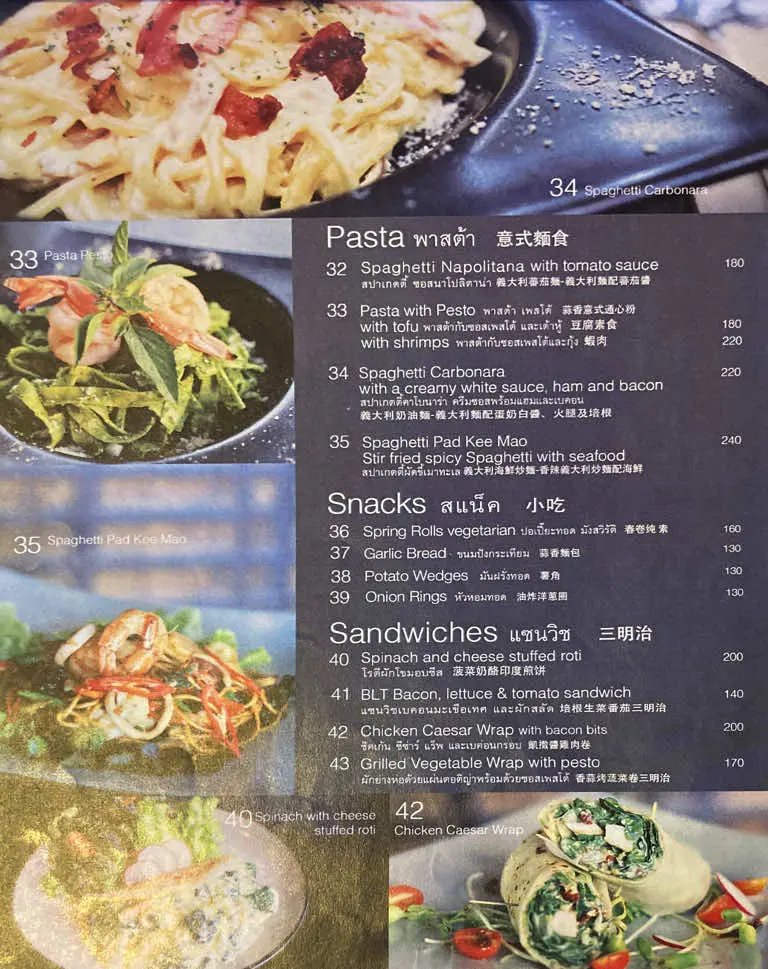 34 Spaghetti Carbonara
33 Pasta Pesto
Pasta พาสต้า 意式麵食
32 Spaghetti Napolitana with tomato sauce 180
สปาเกตตี้ ซอสนาโปลิตาน่า 義大利蕃茄麵-義大利麵配蕃茄醬
33 Pasta with Pesto พาสต้า เพสโต้ 蒜香意式通心粉
with tofu พาสต้ากับซอสเพสโต้ และเต้าหู้ 豆腐素食 180
with shrimps พาสต้ากับซอสเพสโต้และกุ้ง 蝦肉 220
34 Spaghetti Carbonara 220
with a creamy white sauce, ham and bacon
สปาเกตตี้คาโบนาร่า ครีมซอสพร้อมแฮมและเบคอน
義大利奶油麵-義大利麵配蛋奶白醬、火腿及培根
35 Spaghetti Pad Kee Mao 240
Stir fried spicy Spaghetti with seafood
สปาเกตตี้ผัดขี้เมาทะเล 義大利海鮮炒麵-香辣義大利炒麵配海鮮
35 Spaghetti Pad Kee Mao
Snacks สแน็ค 小吃
36 Spring Rolls vegetarian ปอเปี๊ยะทอด มังสวิรัติ 春卷纯素 160
37 Garlic Bread ขนมปังกระเทียม 蒜香麵包 130
38 Potato Wedges มันฝรั่งทอด 薯角 130
39 Onion Rings หัวหอมทอด 油炸洋蔥圈 130
Sandwiches แซนวิช 三明治
40 Spinach and cheese stuffed roti 200
โรตีผักโขมอบชีส 菠菜奶酪印度煎饼
41 BLT Bacon, lettuce & tomato sandwich 140
แซนวิชเบคอนมะเขือเทศ และผักสลัด 培根生菜番茄三明治
42 Chicken Caesar Wrap with bacon bits 200
ชิคเก้น ซีซ่าร์ แร็พ และเบค่อนกรอบ 凱撒醬雞肉卷
43 Grilled Vegetable Wrap with pesto 170
ผักย่างห่อด้วยแผ่นตอติญ่าพร้อมด้วยซอสเพสโต้ 香蒜烤蔬菜卷三明治
40 Spinach with cheese
stuffed roti
42
Chicken Caesar Wrap